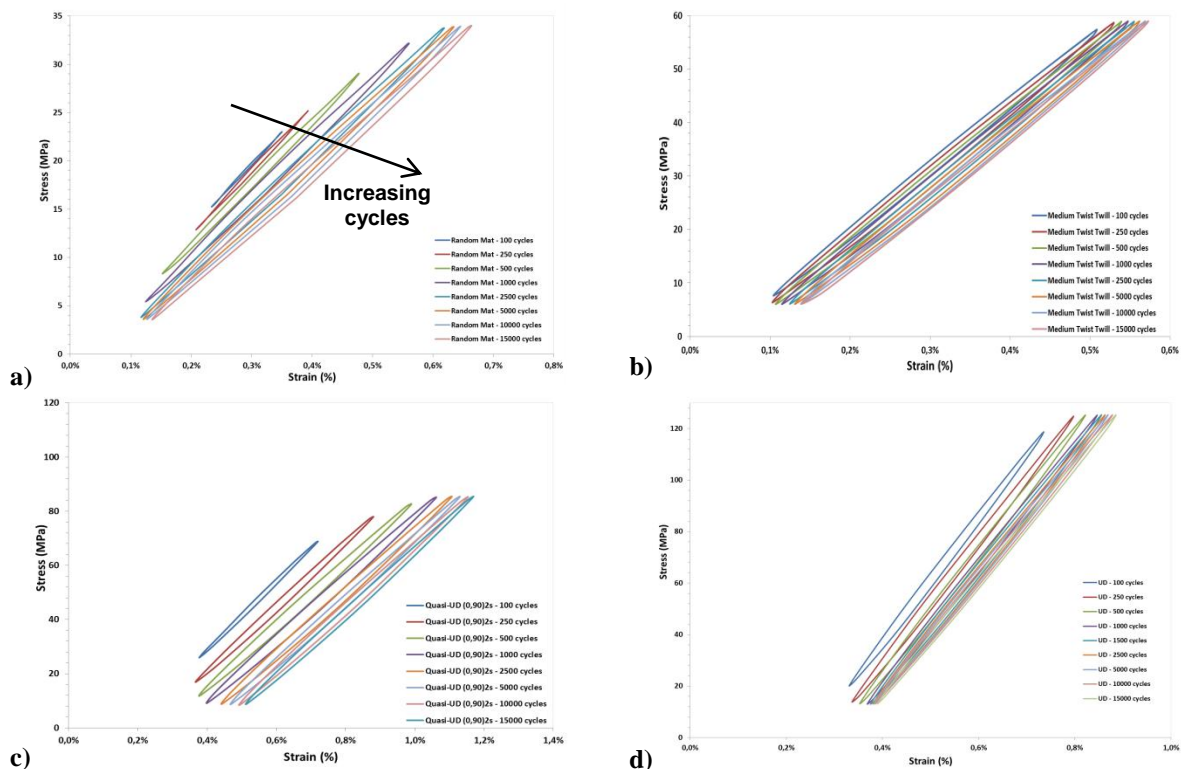 a)
35
30
25
20
15
10
5
0
Stress (MPa)
0,0%
0,1%
0,2%
0,3%
0,4%
0,5%
0,6%
0,7%
0,8%
Strain (%)
Increasing
cycles
Random Mat - 100 cycles
Random Mat - 250 cycles
Random Mat - 500 cycles
Random Mat - 1000 cycles
Random Mat - 2500 cycles
Random Mat - 5000 cycles
Random Mat - 10000 cycles
Random Mat - 15000 cycles
b)
60
50
40
30
20
10
0
Stress (MPa)
0,0%
0,1%
0,2%
0,3%
0,4%
0,5%
0,6%
Strain (%)
Medium Twist Twill - 100 cycles
Medium Twist Twill - 250 cycles
Medium Twist Twill - 500 cycles
Medium Twist Twill - 1000 cycles
Medium Twist Twill - 2500 cycles
Medium Twist Twill - 5000 cycles
Medium Twist Twill - 10000 cycles
Medium Twist Twill - 15000 cycles
c)
120
100
80
60
40
20
0
Stress (MPa)
0,0%
0,2%
0,4%
0,6%
0,8%
1,0%
1,2%
1,4%
Strain (%)
Quasi-UD (0,90)2s - 100 cycles
Quasi-UD (0,90)2s - 250 cycles
Quasi-UD (0,90)2s - 500 cycles
Quasi-UD (0,90)2s - 1000 cycles
Quasi-UD (0,90)2s - 2500 cycles
Quasi-UD (0,90)2s - 5000 cycles
Quasi-UD (0,90)2s - 10000 cycles
Quasi-UD (0,90)2s - 15000 cycles
d)
120
100
80
60
40
20
0
Stress (MPa)
0,0%
0,2%
0,4%
0,6%
0,8%
1,0%
Strain (%)
UD - 100 cycles
UD - 250 cycles
UD - 500 cycles
UD - 1000 cycles
UD - 1500 cycles
UD - 2500 cycles
UD - 5000 cycles
UD - 10000 cycles
UD - 15000 cycles